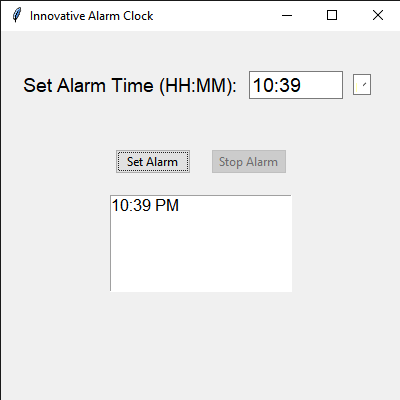 Innovative Alarm Clock
Set Alarm Time (HH:MM): 10:39
Set Alarm Stop Alarm
10:39 PM